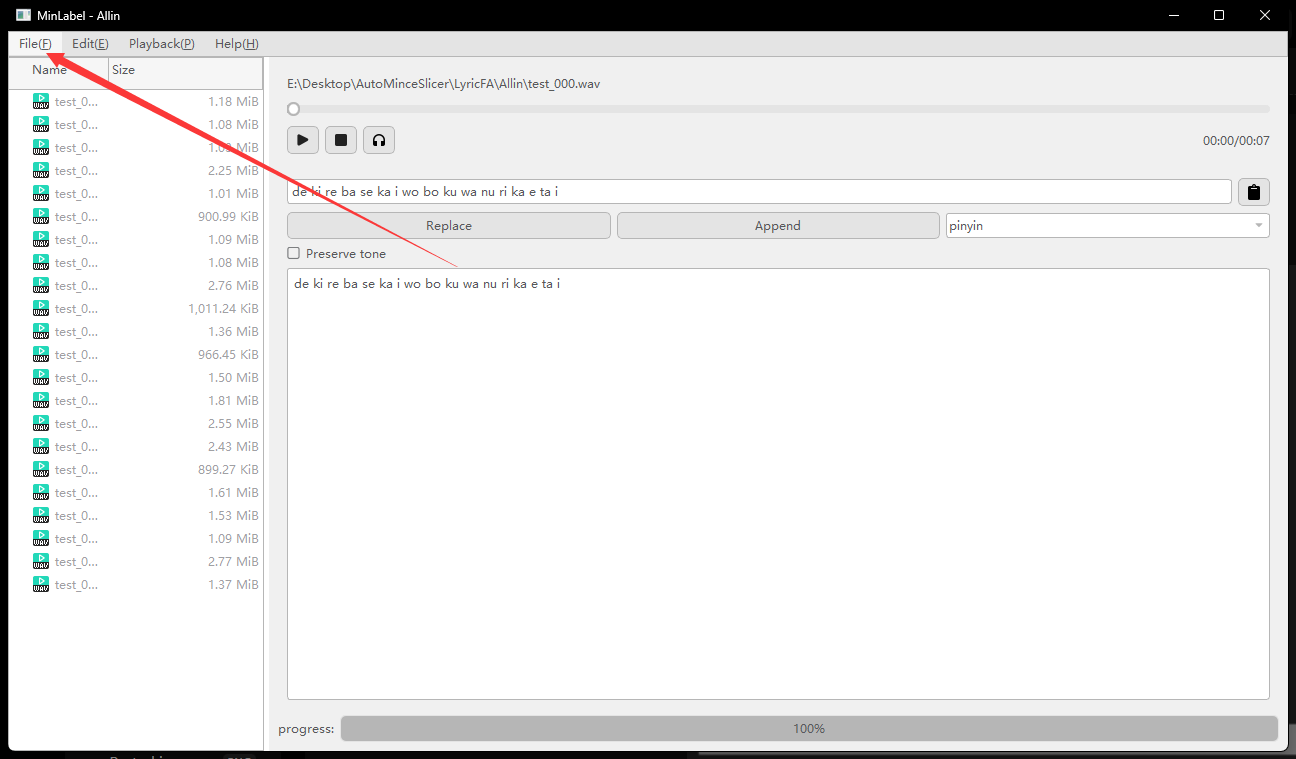 MinLabel - Allin
File(F) Edit(E) Playback(P) Help(H)
Name Size
test_0... 1.18 MiB
test_0... 1.08 MiB
test_0... MiB
test_0... 2.25 MiB
test_0... 1.01 MiB
test_0... 900.99 KiB
test_0... 1.09 MiB
test_0... 1.08 MiB
test_0... 2.76 MiB
test_0... 1,011.24 KiB
test_0... 1.36 MiB
test_0... 966.45 KiB
test_0... 1.50 MiB
test_0... 1.81 MiB
test_0... 2.55 MiB
test_0... 2.43 MiB
test_0... 899.27 KiB
test_0... 1.61 MiB
test_0... 1.53 MiB
test_0... 1.09 MiB
test_0... 2.77 MiB
test_0... 1.37 MiB
E:\Desktop\AutoMinceSlicer\LyricFA\Allin\test_000.wav
00:00/00:07
de ki re ba se ka i wo bo ku wa nu ri ka e ta i
Replace Append pinyin
Preserve tone
de ki re ba se ka i wo bo ku wa nu ri ka e ta i
progress: 100%